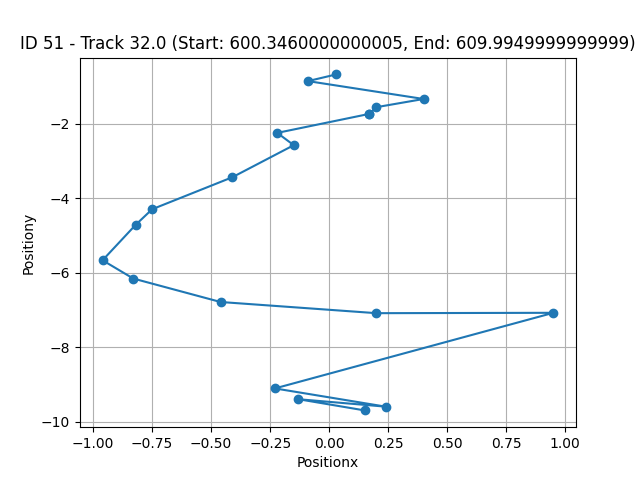 ID 51 - Track 32.0 (Start: 600.3460000000005, End: 609.9949999999999)
Positiony
−2
−4
−6
−8
−10
−1.00 −0.75 −0.50 −0.25 0.00 0.25 0.50 0.75 1.00
Positionx